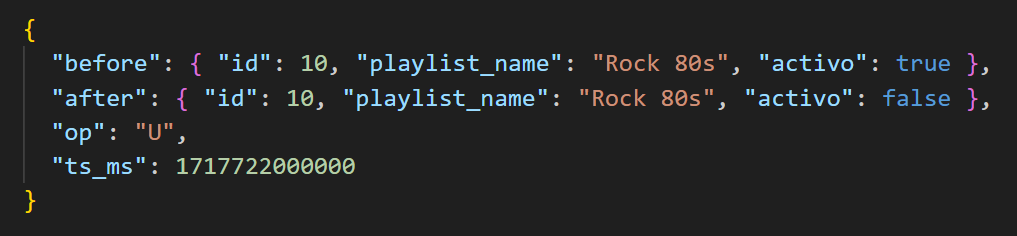 {
"before": { "id": 10, "playlist_name": "Rock 80s", "activo": true },
"after": { "id": 10, "playlist_name": "Rock 80s", "activo": false },
"op": "U",
"ts_ms": 1717722000000
}